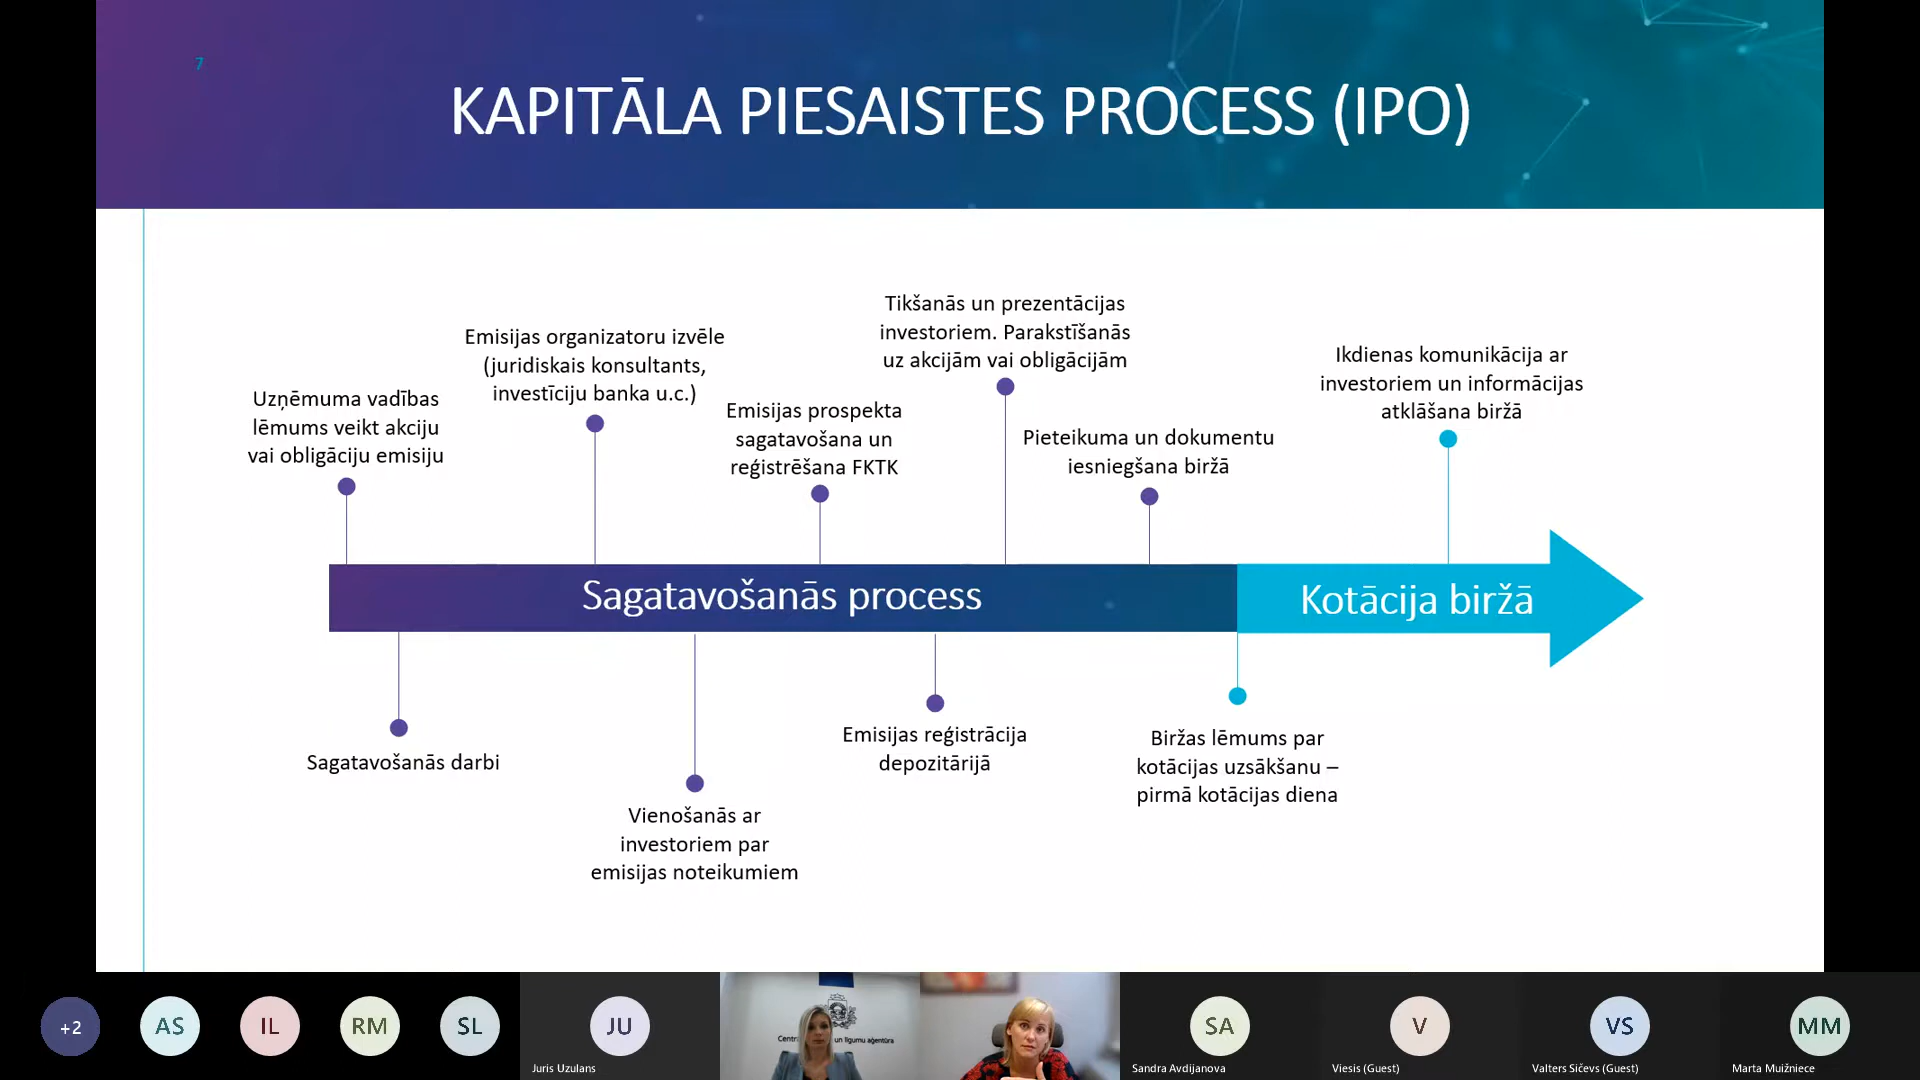 7
KAPITĀLA PIESAISTES PROCESS (IPO)
Uzņēmuma vadības
lēmums veikt akciju
vai obligāciju emisiju
Emisijas organizatoru izvēle
(juridiskais konsultants,
investīciju banka u.c.)
Emisijas prospekta
sagatavošana un
reģistrēšana FKTK
Tikšanās un prezentācijas
investoriem. Parakstīšanās
uz akcijām vai obligācijām
Pieteikuma un dokumentu
iesniegšana biržā
Ikdienas komunikācija ar
investoriem un informācijas
atklāšana biržā
Sagatavošanās process
Kotācija biržā
Sagatavošanās darbi
Vienošanās ar
investoriem par
emisijas noteikumiem
Emisijas reģistrācija
depozitārijā
Biržas lēmums par
kotācijas uzsākšanu –
pirmā kotācijas diena
+2
AS
IL
RM
SL
JU
Juris Uzulans
un līgumu aģentūra
SA
Sandra Avdijanova
V
Viesis (Guest)
VS
Valters Sičevs (Guest)
MM
Marta Muižniece